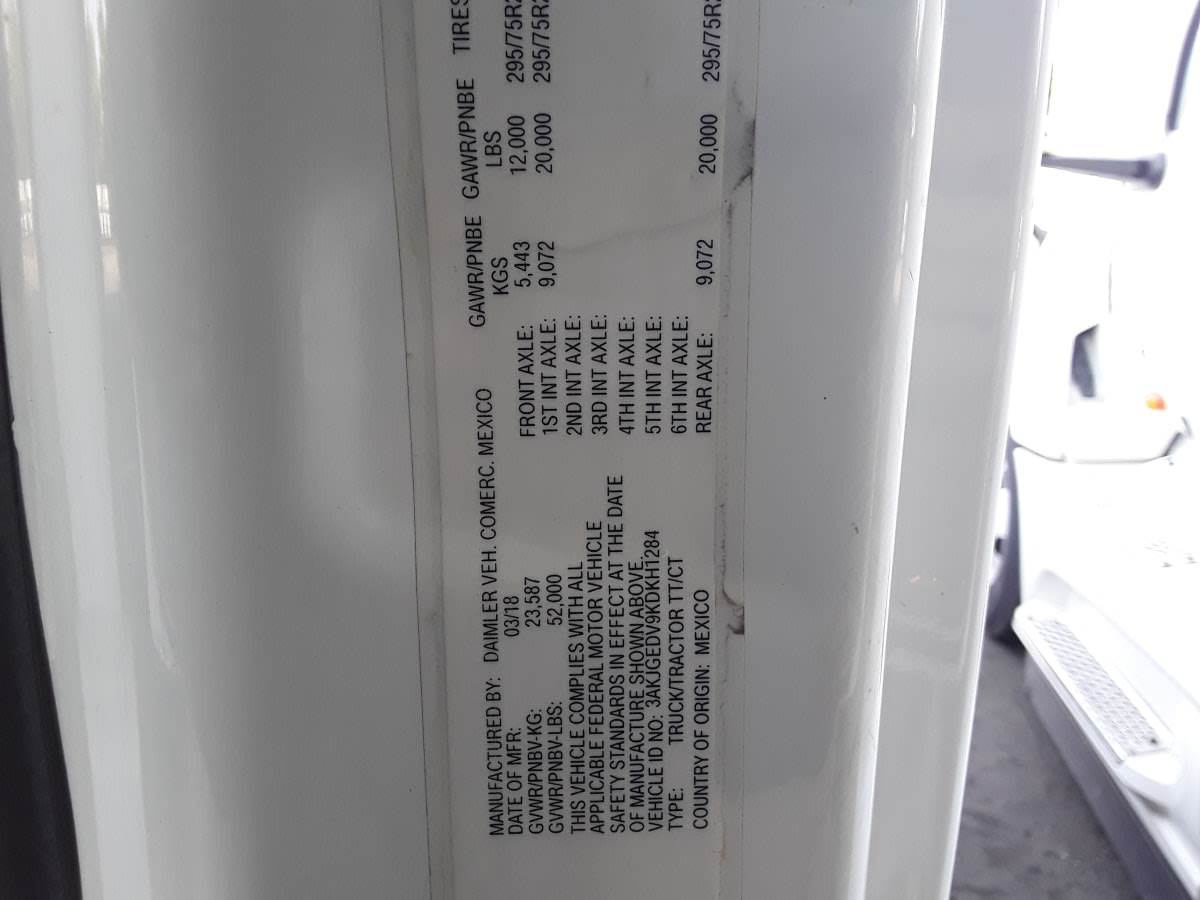 MANUFACTURED BY: DAIMLER VEH. COMERC. MEXICO
DATE OF MFR: 03/18
GVWR/PNBV-KG: 23,587
GVWR/PNBV-LBS: 52,000
THIS VEHICLE COMPLIES WITH ALL
APPLICABLE FEDERAL MOTOR VEHICLE
SAFETY STANDARDS IN EFFECT AT THE DATE
OF MANUFACTURE SHOWN ABOVE.
VEHICLE ID NO: 3AKJGEDV9KDKH1284
TYPE: TRUCK/TRACTOR TT/CT
COUNTRY OF ORIGIN: MEXICO
GAWR/PNBE GAWR/PNBE TIRES
KGS LBS
FRONT AXLE: 5,443 12,000 295/75R2
1ST INT AXLE: 9,072 20,000 295/75R2
2ND INT AXLE:
3RD INT AXLE:
4TH INT AXLE:
5TH INT AXLE:
6TH INT AXLE:
REAR AXLE: 9,072 20,000 295/75R2